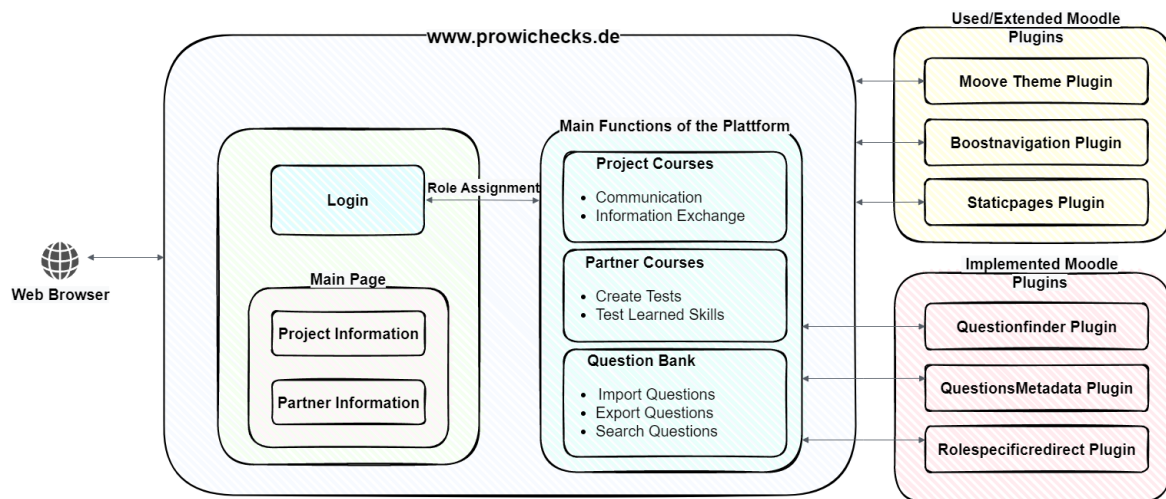 www.prowichecks.de
Used/Extended Moodle
Plugins
Moove Theme Plugin
Boostnavigation Plugin
Staticpages Plugin
Main Functions of the Plattform
Project Courses
Communication
Information Exchange
Login
Role Assignment
Partner Courses
Create Tests
Test Learned Skills
Web Browser
Main Page
Project Information
Partner Information
Question Bank
Import Questions
Export Questions
Search Questions
Implemented Moodle
Plugins
Questionfinder Plugin
QuestionsMetadata Plugin
Rolespecificredirect Plugin